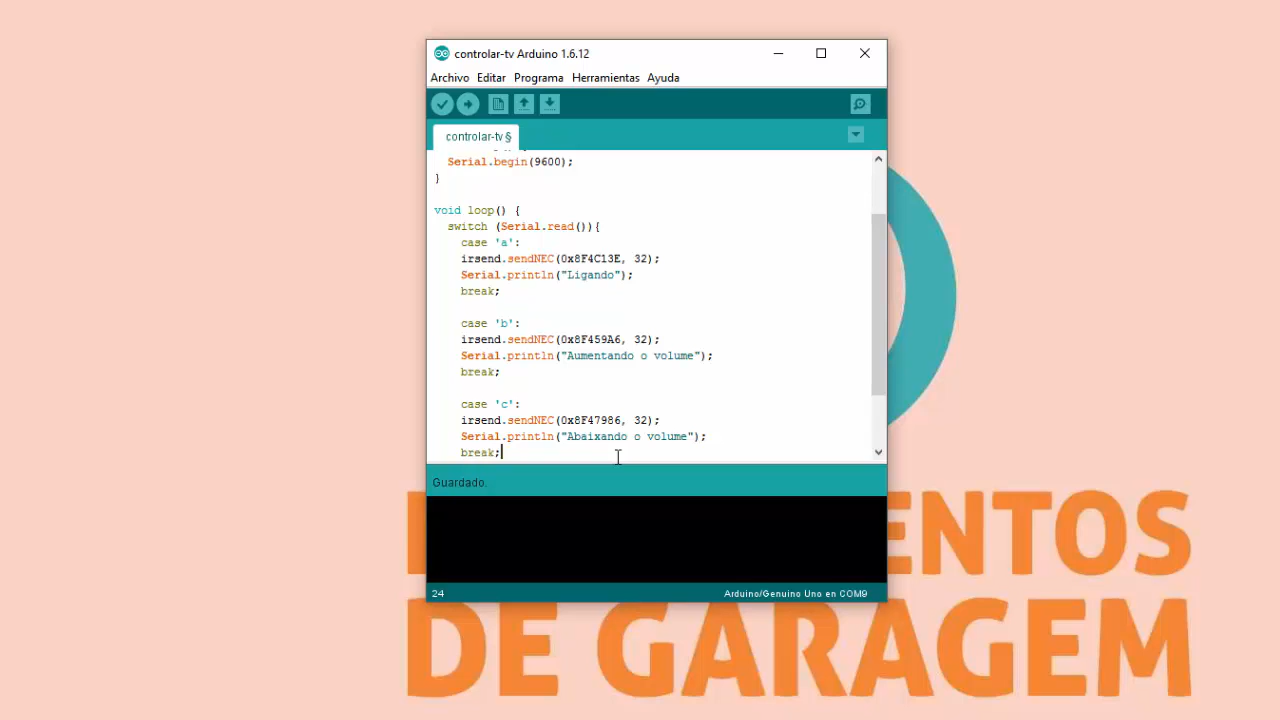 controlar-tv Arduino 1.6.12
Archivo Editar Programa Herramientas Ayuda
controlar-tv §
Serial.begin(9600);
}
void loop() {
switch (Serial.read()){
case 'a':
irsend.sendNEC(0x8F4C13E, 32);
Serial.println("Ligando");
break;
case 'b':
irsend.sendNEC(0x8F459A6, 32);
Serial.println("Aumentando o volume");
break;
case 'c':
irsend.sendNEC(0x8F47986, 32);
Serial.println("Abaixando o volume");
break;
Guardado.
24 Arduino/Genuino Uno en COM9
ENTOS
DE GARAGEM